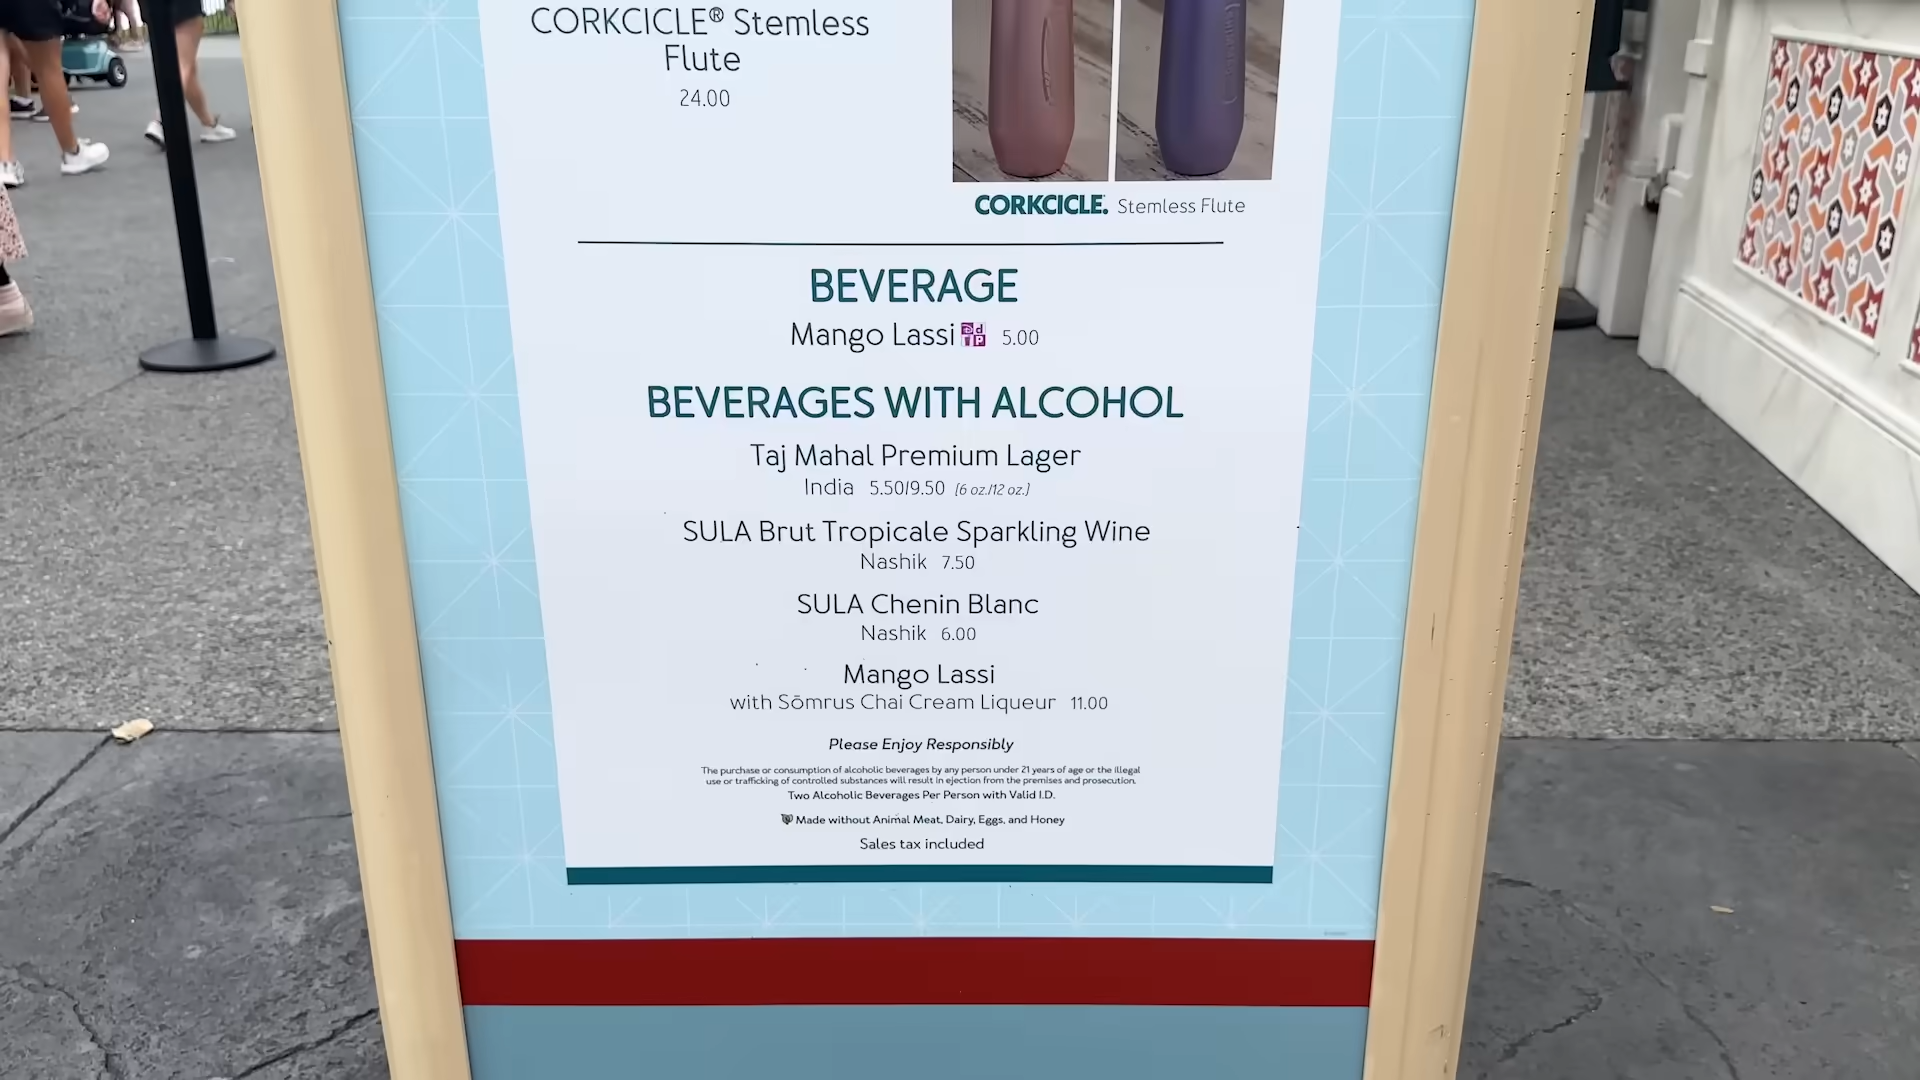 CORKCICLE® Stemless
Flute
24.00
CORKCICLE. Stemless Flute
BEVERAGE
Mango Lassi 5.00
BEVERAGES WITH ALCOHOL
Taj Mahal Premium Lager
India 5.50/9.50 [6 oz./12 oz.]
SULA Brut Tropicale Sparkling Wine
Nashik 7.50
SULA Chenin Blanc
Nashik 6.00
Mango Lassi
with Sōmrus Chai Cream Liqueur 11.00
Please Enjoy Responsibly
The purchase or consumption of alcoholic beverages by any person under 21 years of age or the illegal
use or trafficking of controlled substances will result in ejection from the premises and prosecution.
Two Alcoholic Beverages Per Person with Valid I.D.
Made without Animal Meat, Dairy, Eggs, and Honey
Sales tax included